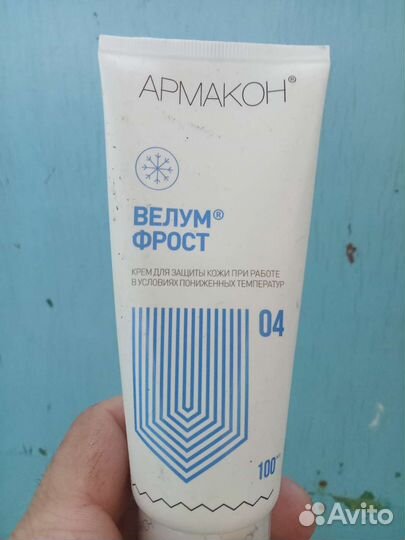 АРМАКОН®
ВЕЛУМ®
ФРОСТ
КРЕМ ДЛЯ ЗАЩИТЫ КОЖИ ПРИ РАБОТЕ
В УСЛОВИЯХ ПОНИЖЕННЫХ ТЕМПЕРАТУР
04
100
Avito